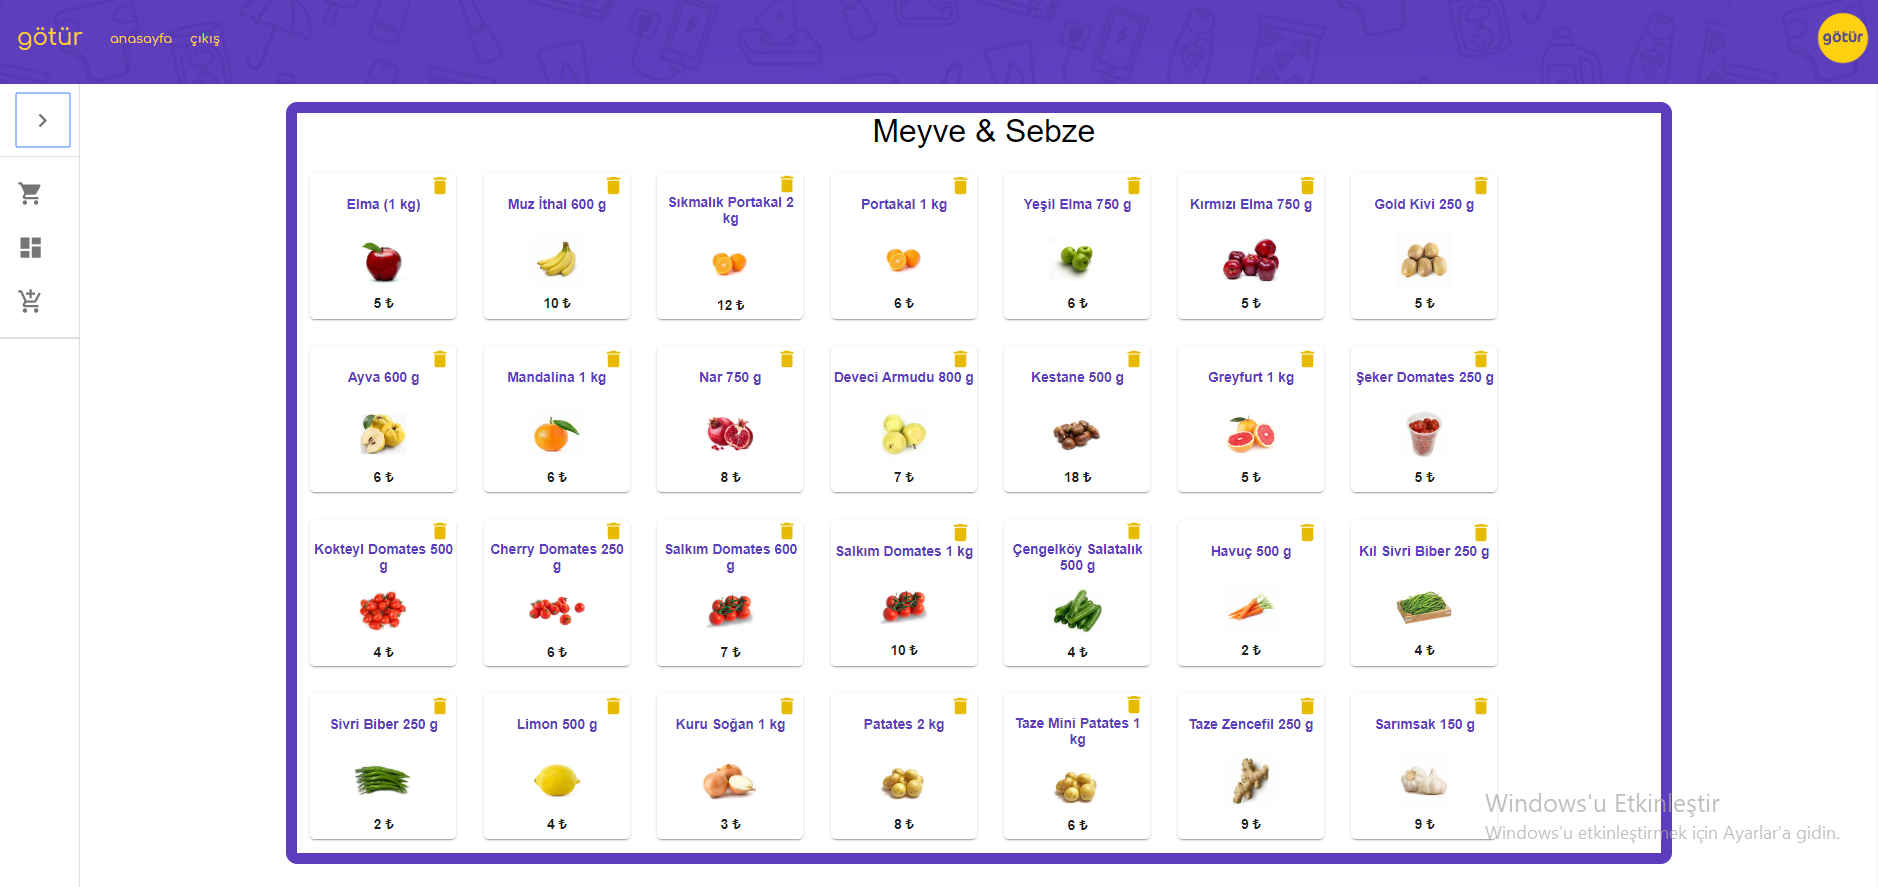 götür
anasayfa
çıkış
götür
Meyve & Sebze
Elma (1 kg)
5 ₺
Muz İthal 600 g
10 ₺
Sıkmalık Portakal 2
kg
12 ₺
Portakal 1 kg
6 ₺
Yeşil Elma 750 g
6 ₺
Kırmızı Elma 750 g
5 ₺
Gold Kivi 250 g
5 ₺
Ayva 600 g
6 ₺
Mandalina 1 kg
6 ₺
Nar 750 g
8 ₺
Deveci Armudu 800 g
7 ₺
Kestane 500 g
18 ₺
Greyfurt 1 kg
5 ₺
Şeker Domates 250 g
5 ₺
Kokteyl Domates 500
g
4 ₺
Cherry Domates 250
g
6 ₺
Salkım Domates 600
g
7 ₺
Salkım Domates 1 kg
10 ₺
Çengelköy Salatalık
500 g
4 ₺
Havuç 500 g
2 ₺
Kıl Sivri Biber 250 g
4 ₺
Sivri Biber 250 g
2 ₺
Limon 500 g
4 ₺
Kuru Soğan 1 kg
3 ₺
Patates 2 kg
8 ₺
Taze Mini Patates 1
kg
6 ₺
Taze Zencefil 250 g
9 ₺
Sarımsak 150 g
9 ₺
Windows'u Etkinleştir
Windows'u etkinleştirmek için Ayarlar'a gidin.